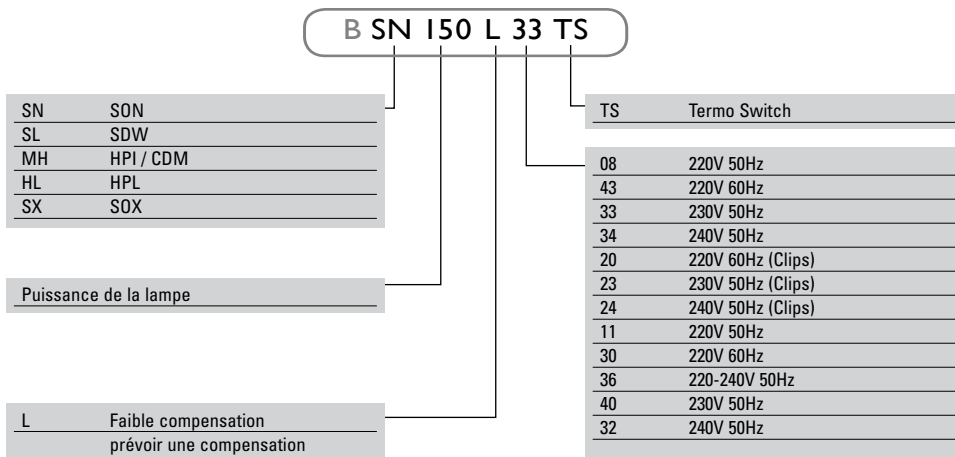 B SN 150 L 33 TS
SN SON
SL SDW
MH HPI / CDM
HL HPL
SX SOX
Puissance de la lampe
L Faible compensation
prévoir une compensation
TS Termo Switch
08 220V 50Hz
43 220V 60Hz
33 230V 50Hz
34 240V 50Hz
20 220V 60Hz (Clips)
23 230V 50Hz (Clips)
24 240V 50Hz (Clips)
11 220V 50Hz
30 220V 60Hz
36 220-240V 50Hz
40 230V 50Hz
32 240V 50Hz